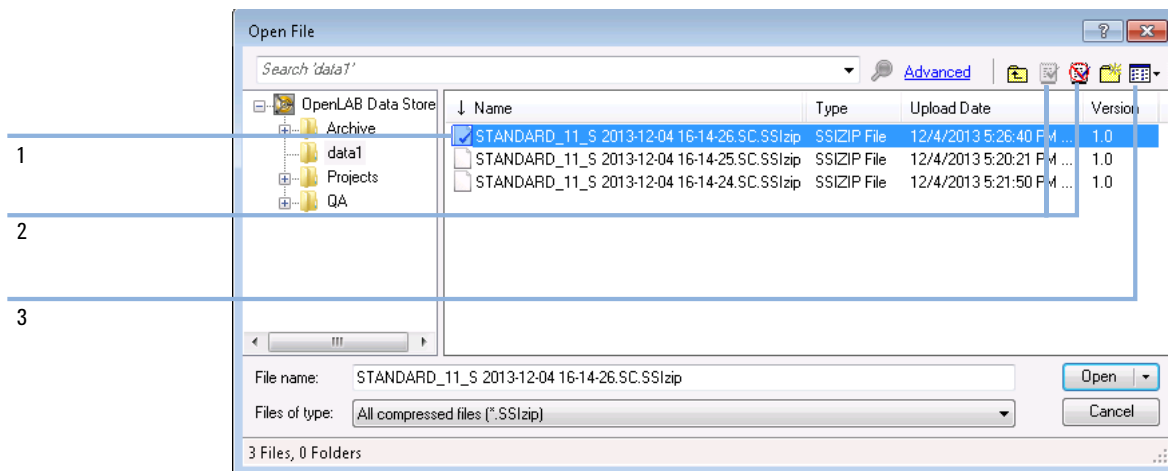 Open File
Search 'data1'
Advanced
OpenLAB Data Store
Archive
data1
Projects
QA
↓ Name Type Upload Date Version
STANDARD_11_S 2013-12-04 16-14-26.SC.SSIzip SSIZIP File 12/4/2013 5:26:40 PM ... 1.0
STANDARD_11_S 2013-12-04 16-14-25.SC.SSIzip SSIZIP File 12/4/2013 5:20:21 PM ... 1.0
STANDARD_11_S 2013-12-04 16-14-24.SC.SSIzip SSIZIP File 12/4/2013 5:21:50 PM ... 1.0
1
2
3
File name: STANDARD_11_S 2013-12-04 16-14-26.SC.SSIzip Open
Files of type: All compressed files (*.SSIzip) Cancel
3 Files, 0 Folders